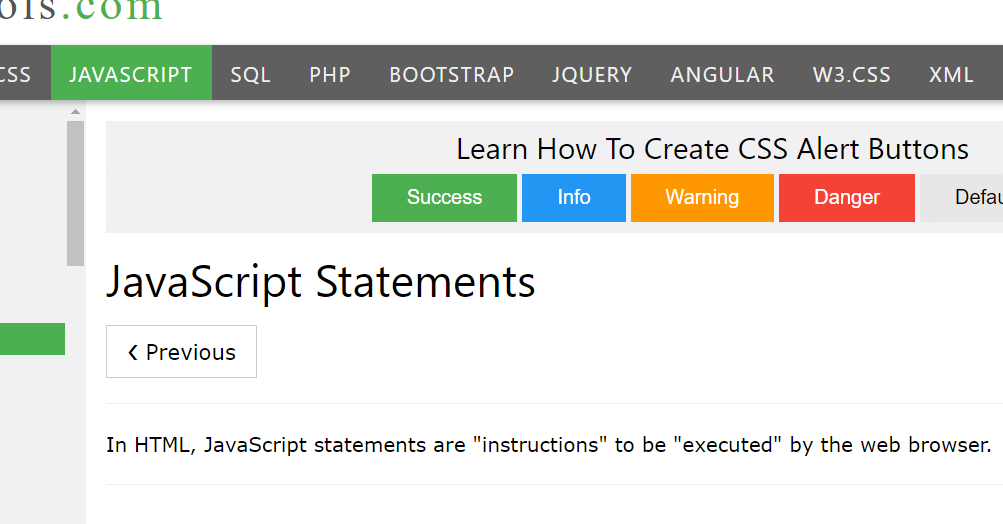 ols.com
CSS JAVASCRIPT SQL PHP BOOTSTRAP JQUERY ANGULAR W3.CSS XML
Learn How To Create CSS Alert Buttons
Success Info Warning Danger Defau
JavaScript Statements
❮ Previous
In HTML, JavaScript statements are "instructions" to be "executed" by the web browser.